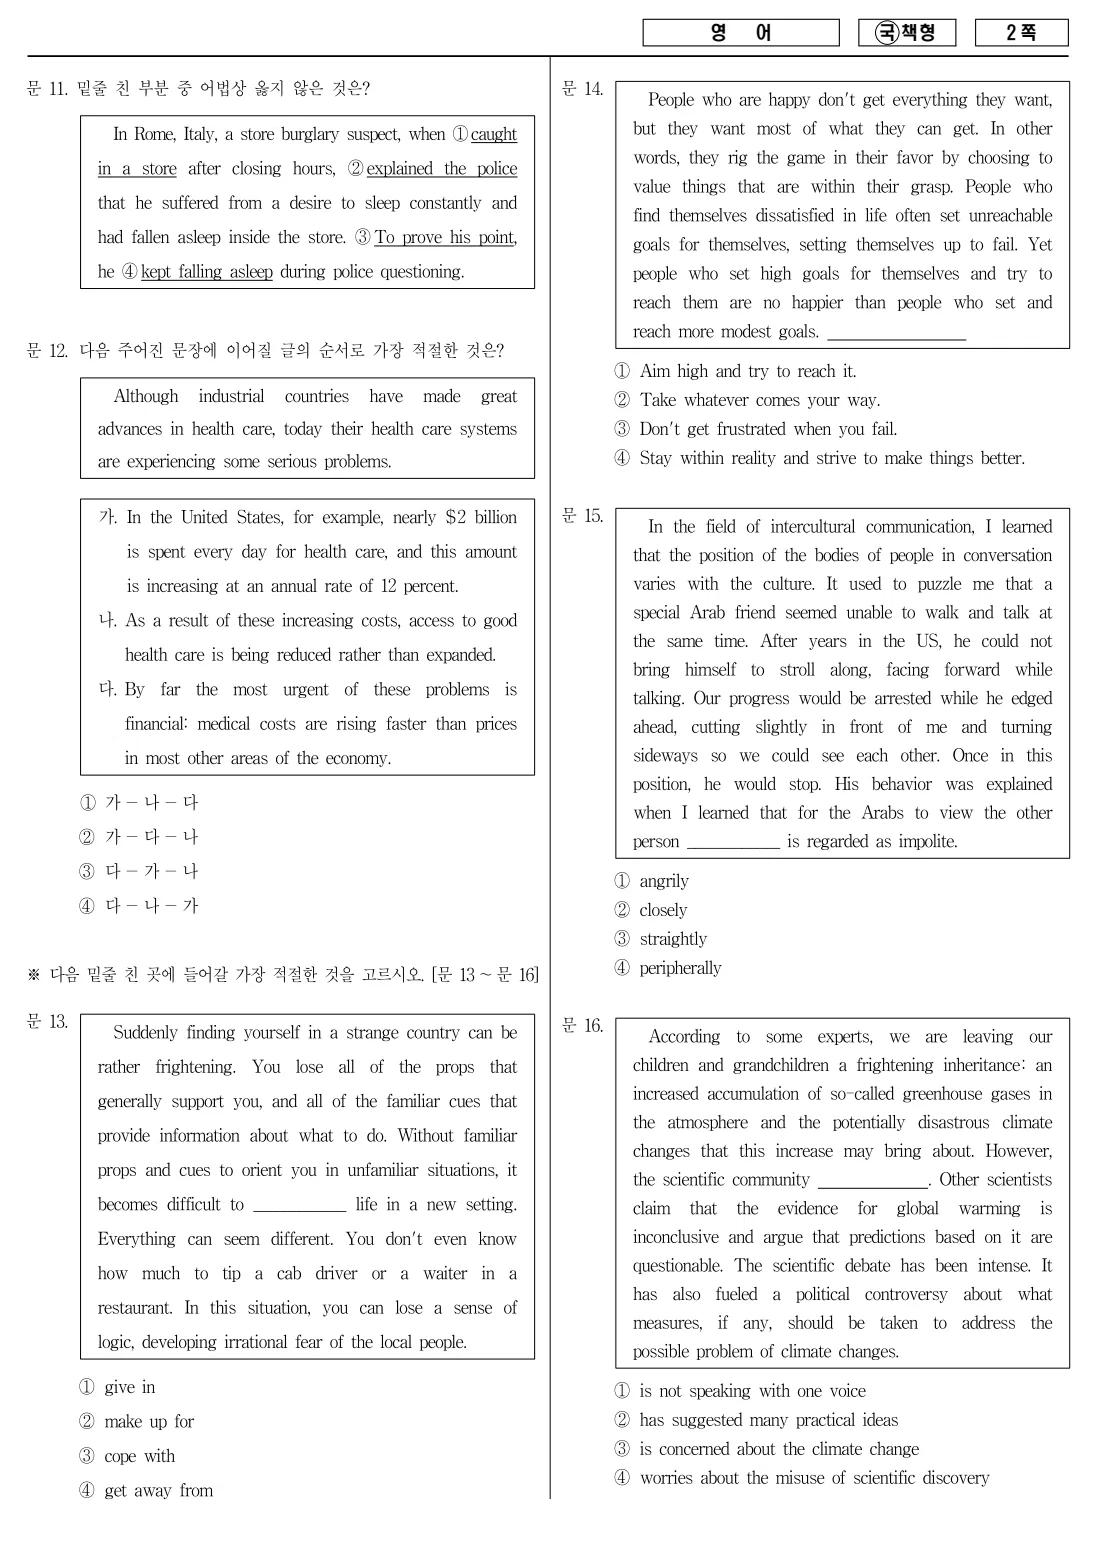 영 어
국책형
2쪽
문 11. 밑줄 친 부분 중 어법상 옳지 않은 것은?
In Rome, Italy, a store burglary suspect, when ①caught
in a store after closing hours, ②explained the police
that he suffered from a desire to sleep constantly and
had fallen asleep inside the store. ③To prove his point,
he ④kept falling asleep during police questioning.
문 12. 다음 주어진 문장에 이어질 글의 순서로 가장 적절한 것은?
Although industrial countries have made great
advances in health care, today their health care systems
are experiencing some serious problems.
가. In the United States, for example, nearly $2 billion
is spent every day for health care, and this amount
is increasing at an annual rate of 12 percent.
나. As a result of these increasing costs, access to good
health care is being reduced rather than expanded.
다. By far the most urgent of these problems is
financial: medical costs are rising faster than prices
in most other areas of the economy.
① 가 - 나 - 다
② 가 - 다 - 나
③ 다 - 가 - 나
④ 다 - 나 - 가
※ 다음 밑줄 친 곳에 들어갈 가장 적절한 것을 고르시오. [문 13 ~ 문 16]
문 13.
Suddenly finding yourself in a strange country can be
rather frightening. You lose all of the props that
generally support you, and all of the familiar cues that
provide information about what to do. Without familiar
props and cues to orient you in unfamiliar situations, it
becomes difficult to __________ life in a new setting.
Everything can seem different. You don't even know
how much to tip a cab driver or a waiter in a
restaurant. In this situation, you can lose a sense of
logic, developing irrational fear of the local people.
① give in
② make up for
③ cope with
④ get away from
문 14.
People who are happy don't get everything they want,
but they want most of what they can get. In other
words, they rig the game in their favor by choosing to
value things that are within their grasp. People who
find themselves dissatisfied in life often set unreachable
goals for themselves, setting themselves up to fail. Yet
people who set high goals for themselves and try to
reach them are no happier than people who set and
reach more modest goals. _______________
① Aim high and try to reach it.
② Take whatever comes your way.
③ Don't get frustrated when you fail.
④ Stay within reality and strive to make things better.
문 15.
In the field of intercultural communication, I learned
that the position of the bodies of people in conversation
varies with the culture. It used to puzzle me that a
special Arab friend seemed unable to walk and talk at
the same time. After years in the US, he could not
bring himself to stroll along, facing forward while
talking. Our progress would be arrested while he edged
ahead, cutting slightly in front of me and turning
sideways so we could see each other. Once in this
position, he would stop. His behavior was explained
when I learned that for the Arabs to view the other
person __________ is regarded as impolite.
① angrily
② closely
③ straightly
④ peripherally
문 16.
According to some experts, we are leaving our
children and grandchildren a frightening inheritance: an
increased accumulation of so-called greenhouse gases in
the atmosphere and the potentially disastrous climate
changes that this increase may bring about. However,
the scientific community ____________. Other scientists
claim that the evidence for global warming is
inconclusive and argue that predictions based on it are
questionable. The scientific debate has been intense. It
has also fueled a political controversy about what
measures, if any, should be taken to address the
possible problem of climate changes.
① is not speaking with one voice
② has suggested many practical ideas
③ is concerned about the climate change
④ worries about the misuse of scientific discovery